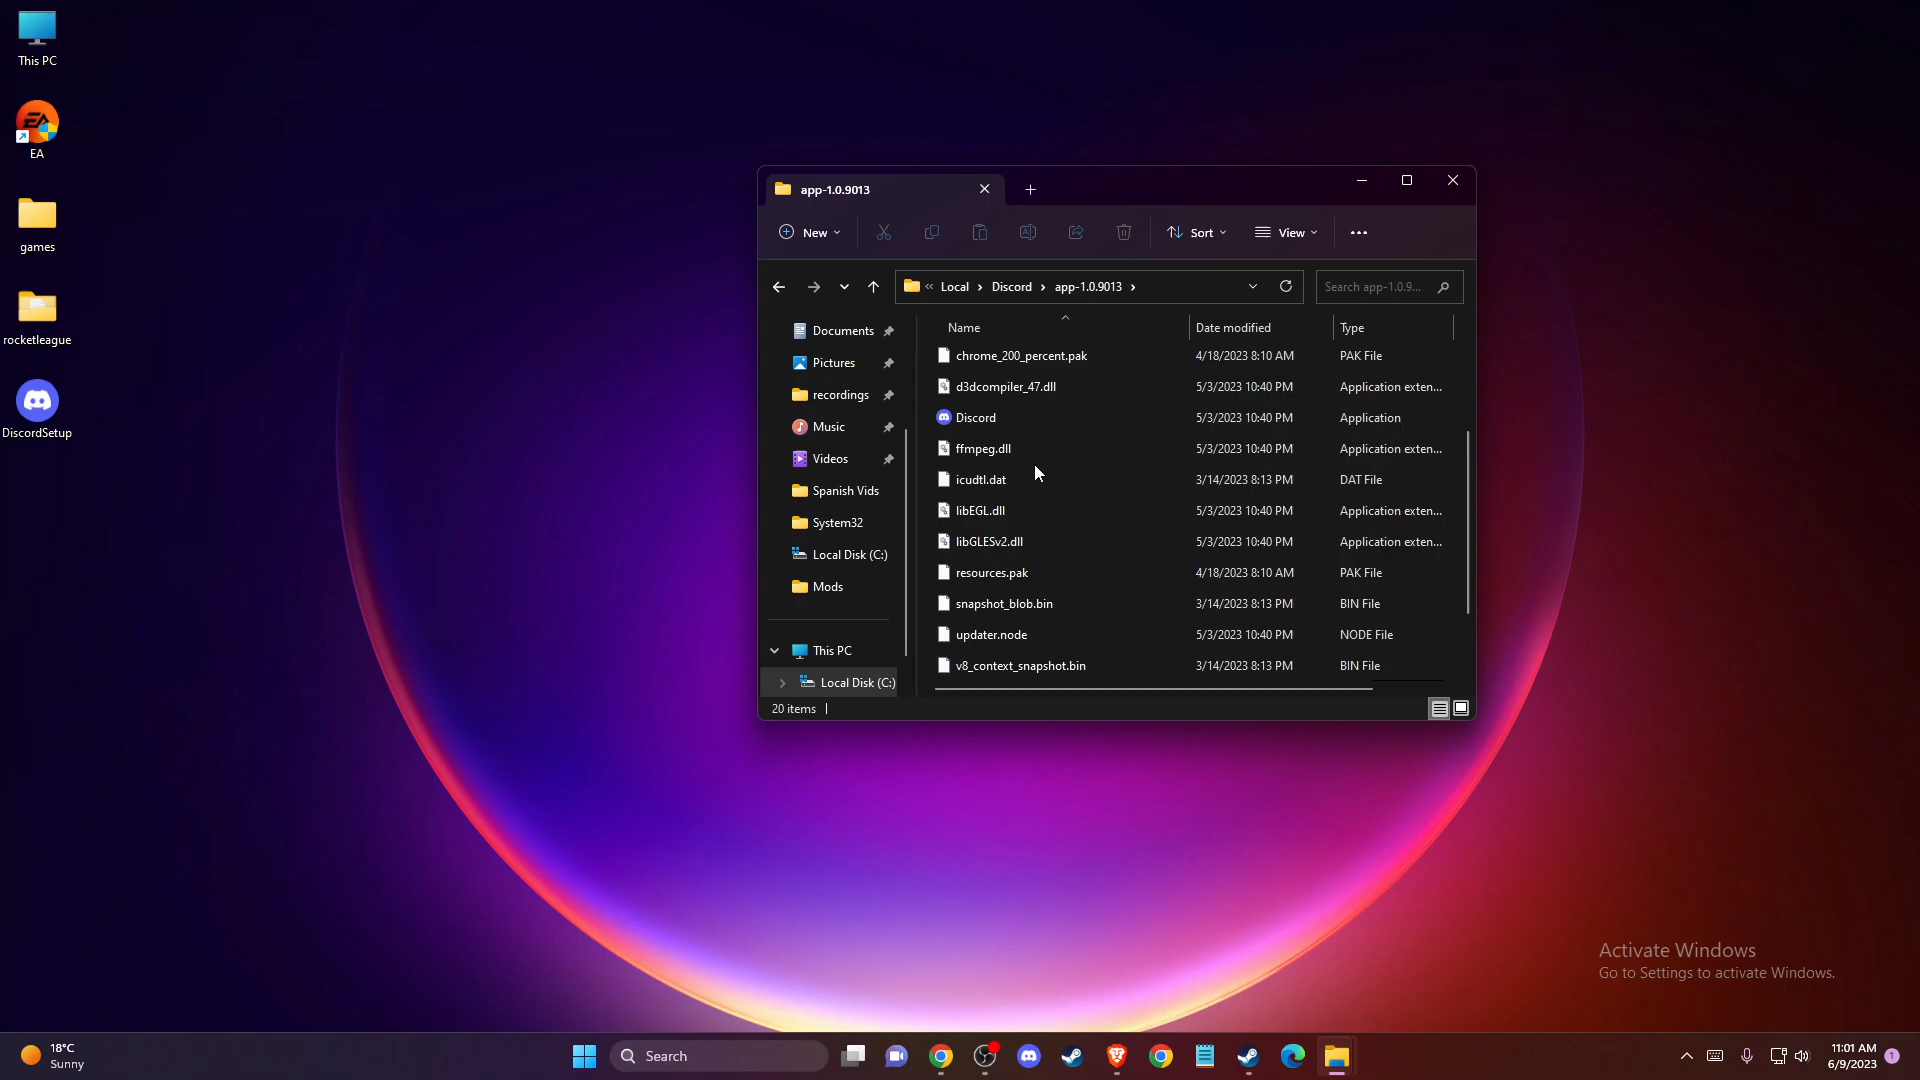 This PC
EA
games
rocketleague
DiscordSetup
app-1.0.9013
New
Sort
View
Local
Discord
app-1.0.9013
Search app-1.0.9...
Documents
Pictures
recordings
Music
Videos
Spanish Vids
System32
Local Disk (C:)
Mods
This PC
Local Disk (C:)
Name Date modified Type
chrome_200_percent.pak 4/18/2023 8:10 AM PAK File
d3dcompiler_47.dll 5/3/2023 10:40 PM Application exten...
Discord 5/3/2023 10:40 PM Application
ffmpeg.dll 5/3/2023 10:40 PM Application exten...
icudtl.dat 3/14/2023 8:13 PM DAT File
libEGL.dll 5/3/2023 10:40 PM Application exten...
libGLESv2.dll 5/3/2023 10:40 PM Application exten...
resources.pak 4/18/2023 8:10 AM PAK File
snapshot_blob.bin 3/14/2023 8:13 PM BIN File
updater.node 5/3/2023 10:40 PM NODE File
v8_context_snapshot.bin 3/14/2023 8:13 PM BIN File
20 items
Activate Windows
Go to Settings to activate Windows.
18°C
Sunny
Search
11:01 AM
6/9/2023
1